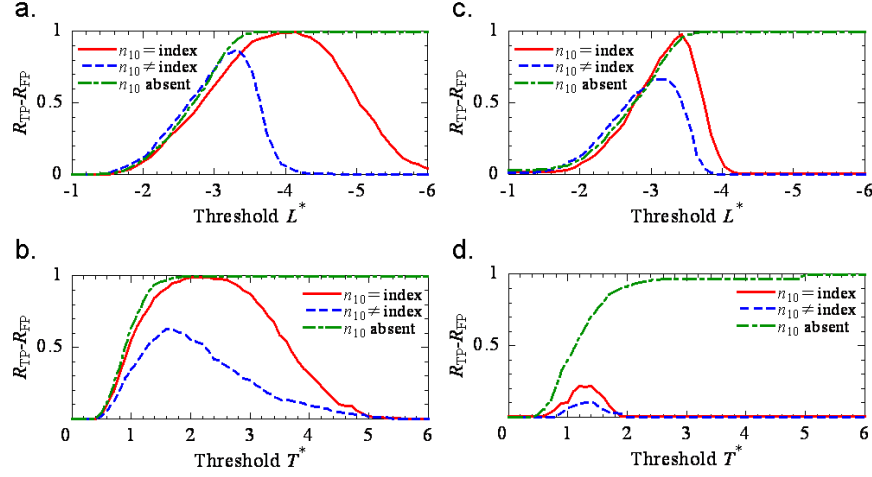 a.
R_TP-R_FP
1
0.5
0
n₁₀ = index
n₁₀ ≠ index
n₁₀ absent
-1 -2 -3 -4 -5 -6
Threshold L*
c.
R_TP-R_FP
1
0.5
0
n₁₀ = index
n₁₀ ≠ index
n₁₀ absent
-1 -2 -3 -4 -5 -6
Threshold L*
b.
R_TP-R_FP
1
0.5
n₁₀ = index
n₁₀ ≠ index
n₁₀ absent
0 1 2 3 4 5 6
Threshold T*
d.
R_TP-R_FP
1
0.5
n₁₀ = index
n₁₀ ≠ index
n₁₀ absent
0 1 2 3 4 5 6
Threshold T*